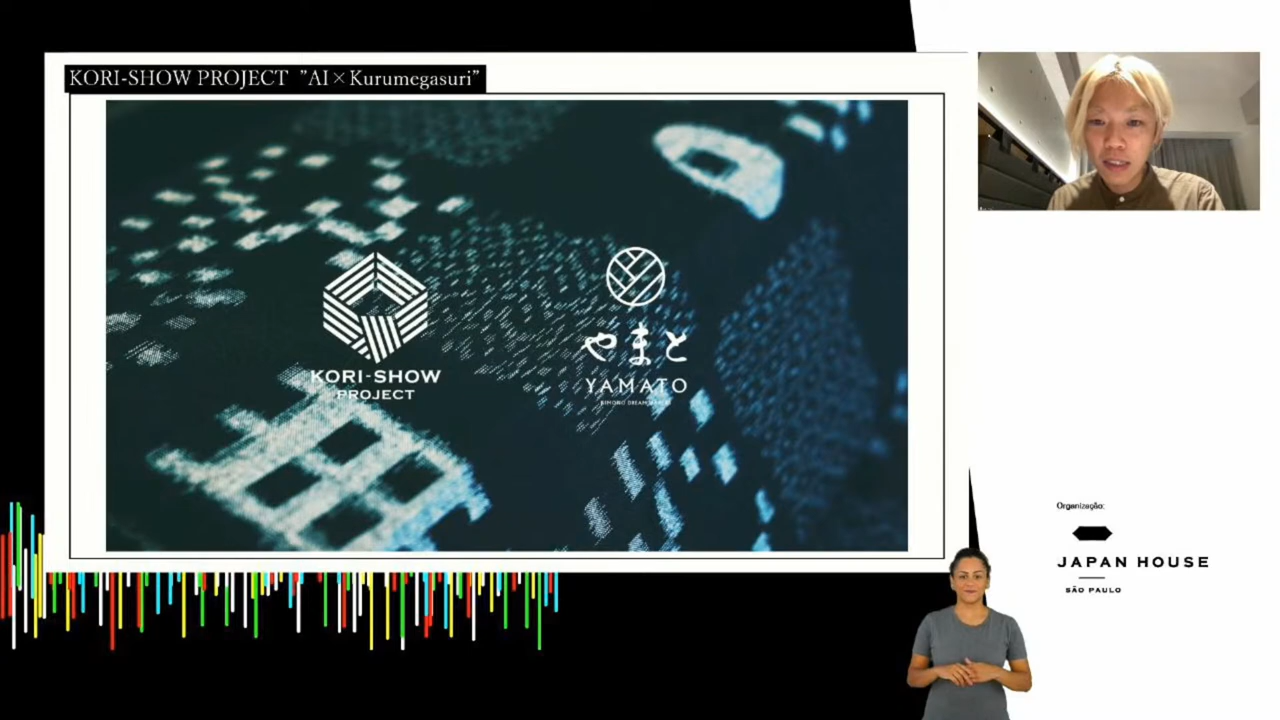 KORI-SHOW PROJECT "AI×Kurumegasuri"
KORI-SHOW
PROJECT
やまと
YAMATO
Organização:
JAPAN HOUSE
SÃO PAULO